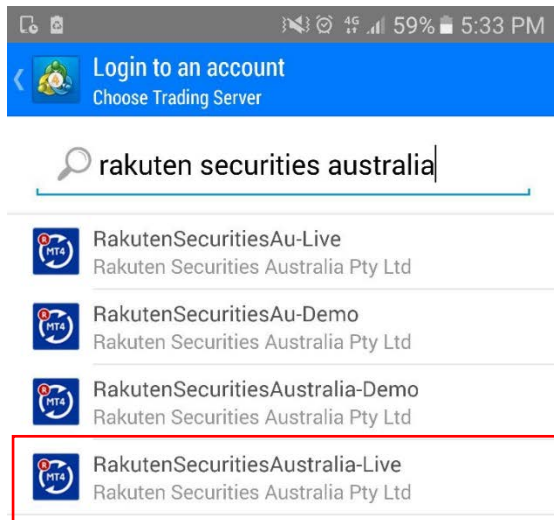 4G 59% 5:33 PM
Login to an account
Choose Trading Server
rakuten securities australia
RakutenSecuritiesAu-Live
Rakuten Securities Australia Pty Ltd
RakutenSecuritiesAu-Demo
Rakuten Securities Australia Pty Ltd
RakutenSecuritiesAustralia-Demo
Rakuten Securities Australia Pty Ltd
RakutenSecuritiesAustralia-Live
Rakuten Securities Australia Pty Ltd